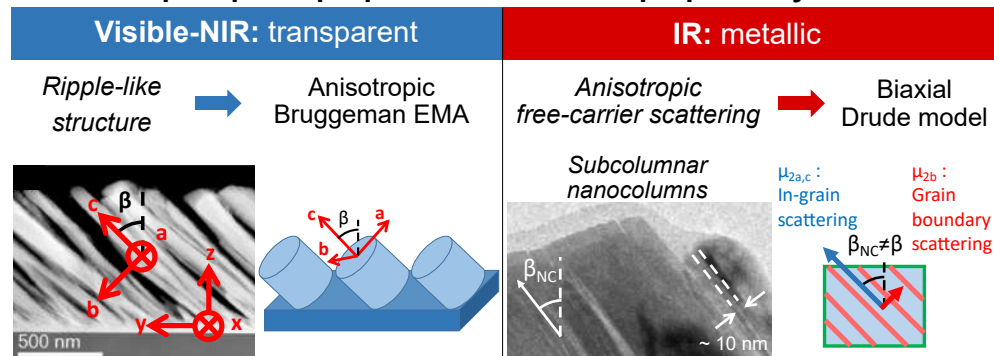 Visible-NIR: transparent
IR: metallic
Ripple-like
structure
Anisotropic
Bruggeman EMA
Anisotropic
free-carrier scattering
Biaxial
Drude model
Subcolumnar
nanocolumns
μ2a,c :
In-grain
scattering
μ2b :
Grain
boundary
scattering
c
β
a
b
z
y
x
500 nm
c
β
a
b
βNC
~ 10 nm
βNC≠β